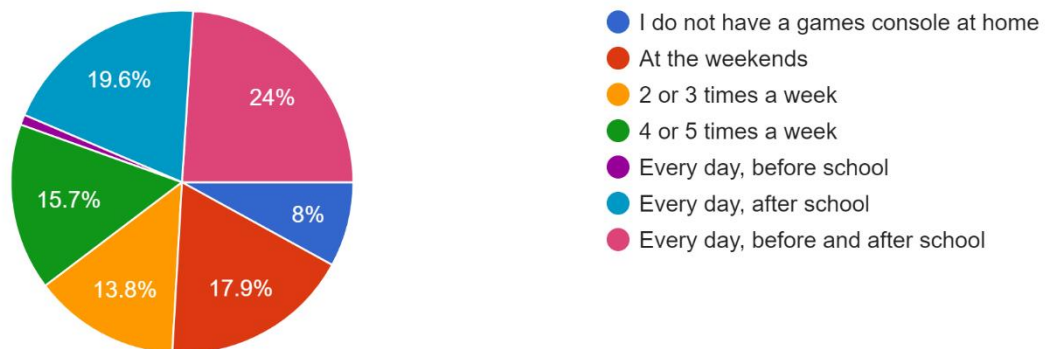 19.6%
24%
15.7%
8%
13.8%
17.9%
I do not have a games console at home
At the weekends
2 or 3 times a week
4 or 5 times a week
Every day, before school
Every day, after school
Every day, before and after school